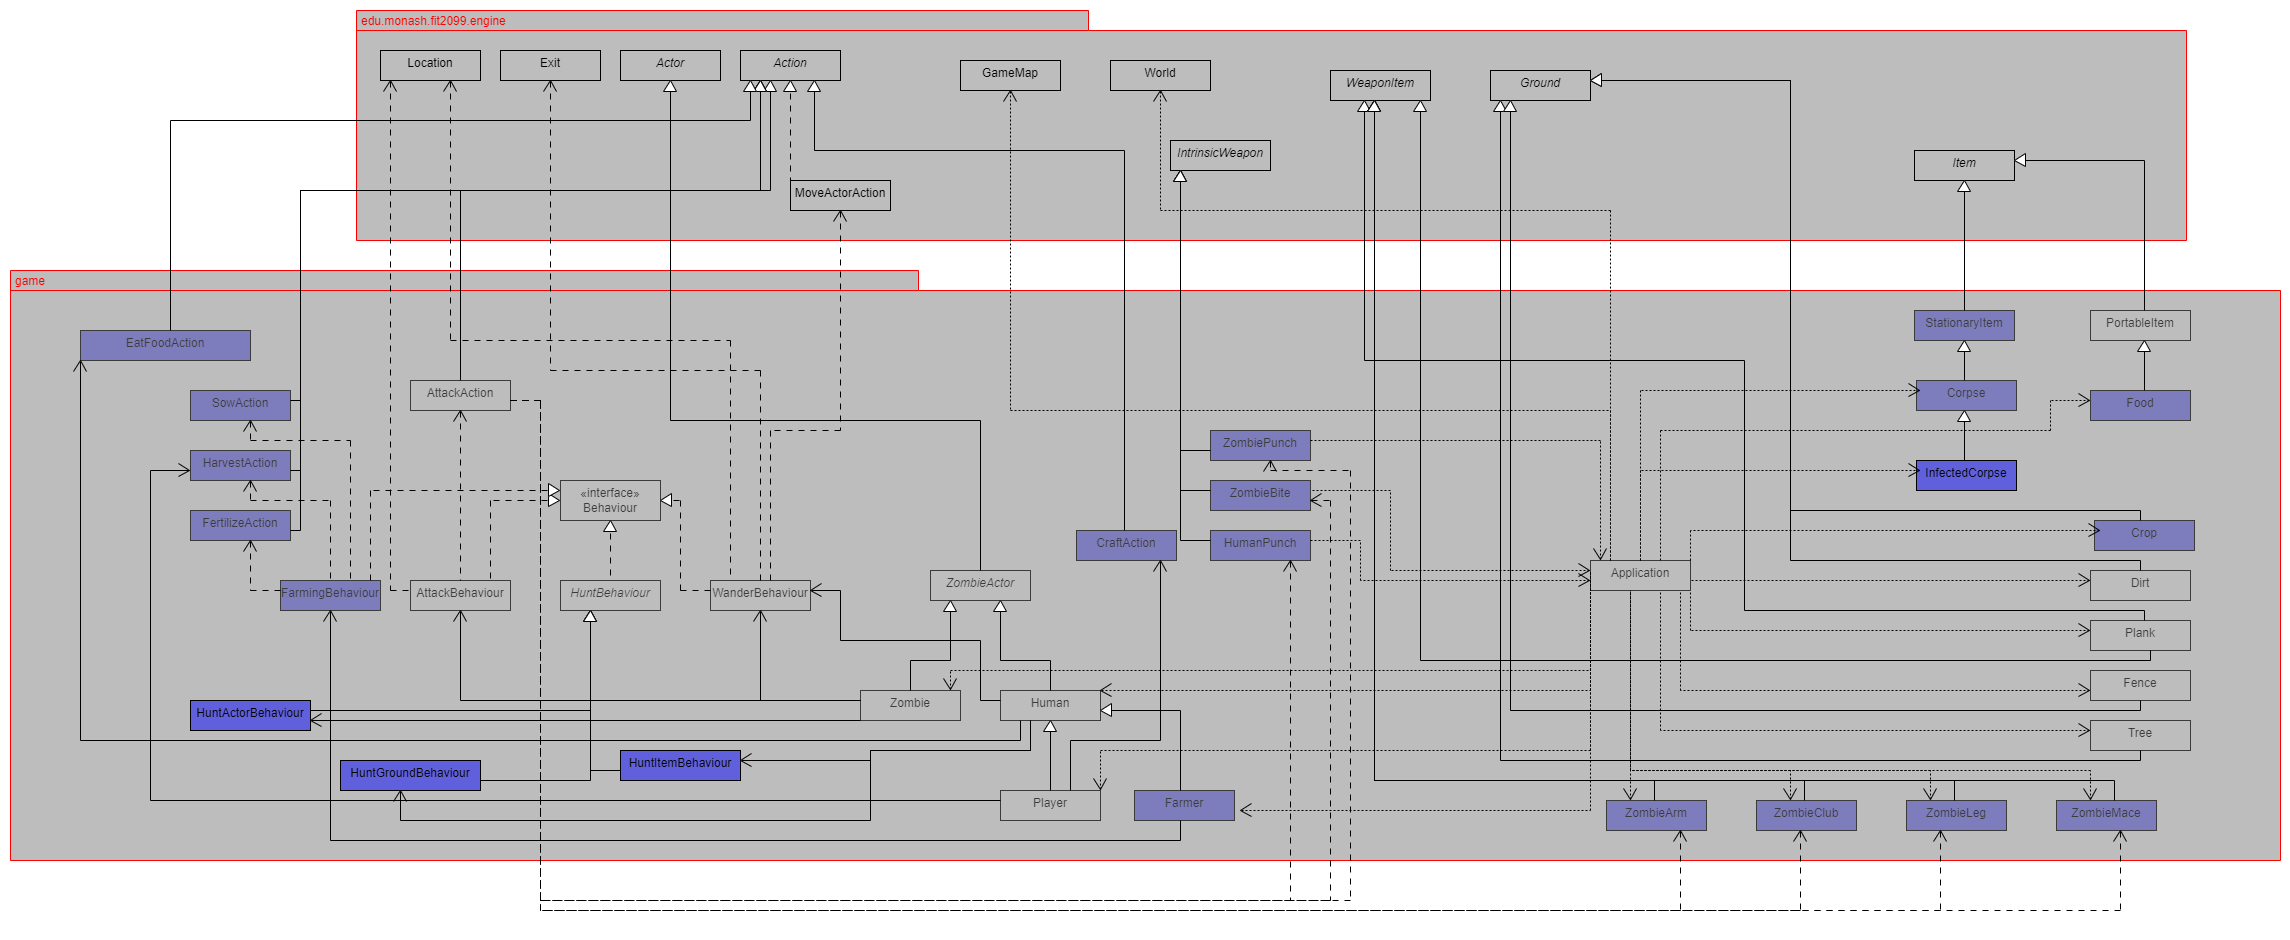 edu.monash.fit2099.engine
Location
Exit
Actor
Action
GameMap
World
WeaponItem
Ground
IntrinsicWeapon
Item
MoveActorAction
game
EatFoodAction
StationaryItem
PortableItem
SowAction
AttackAction
Corpse
Food
HarvestAction
ZombiePunch
InfectedCorpse
«interface»
Behaviour
ZombieBite
FertilizeAction
CraftAction
HumanPunch
Crop
FarmingBehaviour
AttackBehaviour
HuntBehaviour
WanderBehaviour
ZombieActor
Application
Dirt
Plank
Fence
HuntActorBehaviour
Zombie
Human
Tree
HuntGroundBehaviour
HuntItemBehaviour
Player
Farmer
ZombieArm
ZombieClub
ZombieLeg
ZombieMace